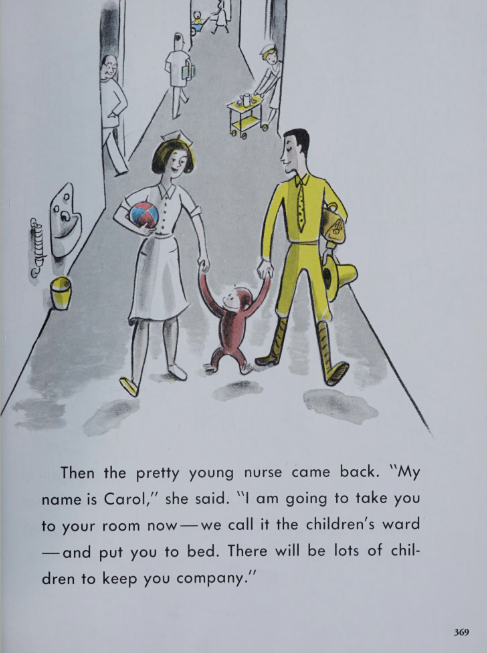 Then the pretty young nurse came back. “My
name is Carol,” she said. “I am going to take you
to your room now—we call it the children’s ward
—and put you to bed. There will be lots of chil-
dren to keep you company.”
369